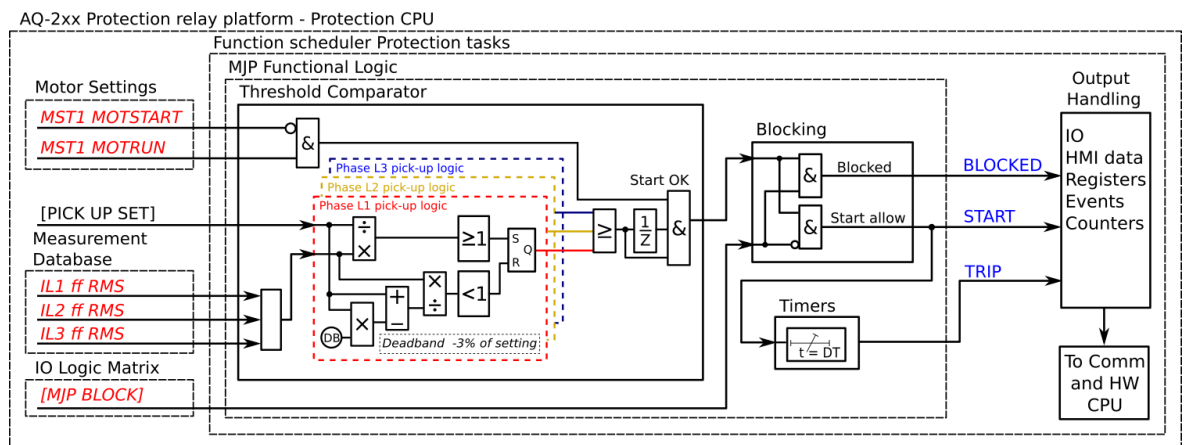 AQ-2xx Protection relay platform - Protection CPU
Function scheduler Protection tasks
MJP Functional Logic
Threshold Comparator
Motor Settings
MST1 MOTSTART
MST1 MOTRUN
&
Phase L3 pick-up logic
Phase L2 pick-up logic
Phase L1 pick-up logic
[PICK UP SET]
÷
×
≥1
S
Q
R
Measurement
Database
IL1 ff RMS
IL2 ff RMS
IL3 ff RMS
×
÷
<1
+
−
DB
×
Deadband -3% of setting
IO Logic Matrix
[MJP BLOCK]
Start OK
≥
1
Z
&
Blocking
&
Blocked
&
Start allow
Timers
t = DT
BLOCKED
START
TRIP
Output
Handling
IO
HMI data
Registers
Events
Counters
To Comm
and HW
CPU